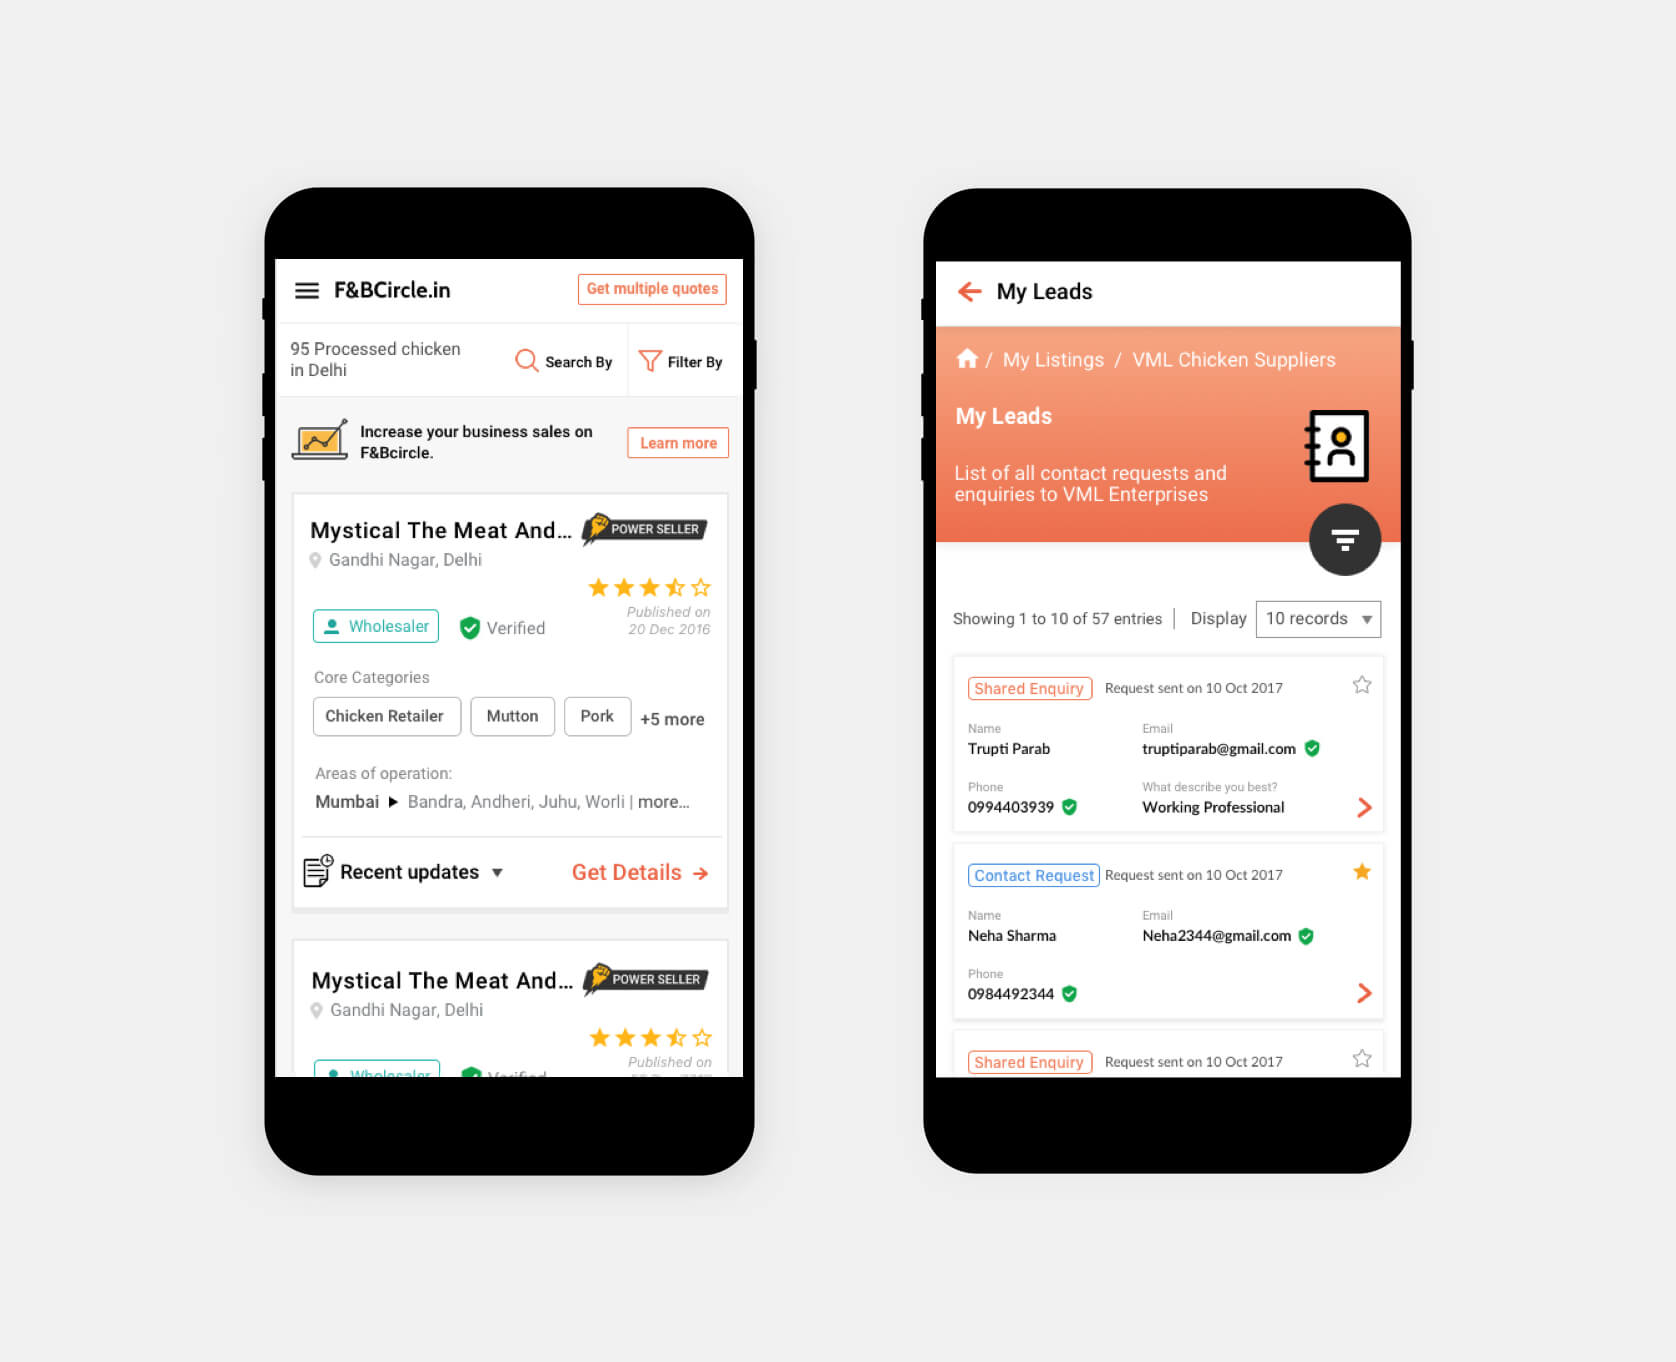 F&BCircle.in
Get multiple quotes
95 Processed chicken
in Delhi
Search By
Filter By
Increase your business sales on
F&Bcircle.
Learn more
Mystical The Meat And...
POWER SELLER
Gandhi Nagar, Delhi
Published on
20 Dec 2016
Wholesaler
Verified
Core Categories
Chicken Retailer
Mutton
Pork
+5 more
Areas of operation:
Mumbai ▶ Bandra, Andheri, Juhu, Worli | more...
Recent updates ▼
Get Details →
Mystical The Meat And...
POWER SELLER
Gandhi Nagar, Delhi
Published on
Wholesaler
Verified
My Leads
/ My Listings / VML Chicken Suppliers
My Leads
List of all contact requests and
enquiries to VML Enterprises
Showing 1 to 10 of 57 entries | Display 10 records ▼
Shared Enquiry Request sent on 10 Oct 2017
Name
Trupti Parab
Email
truptiparab@gmail.com
Phone
0994403939
What describe you best?
Working Professional
Contact Request Request sent on 10 Oct 2017
Name
Neha Sharma
Email
Neha2344@gmail.com
Phone
0984492344
Shared Enquiry Request sent on 10 Oct 2017